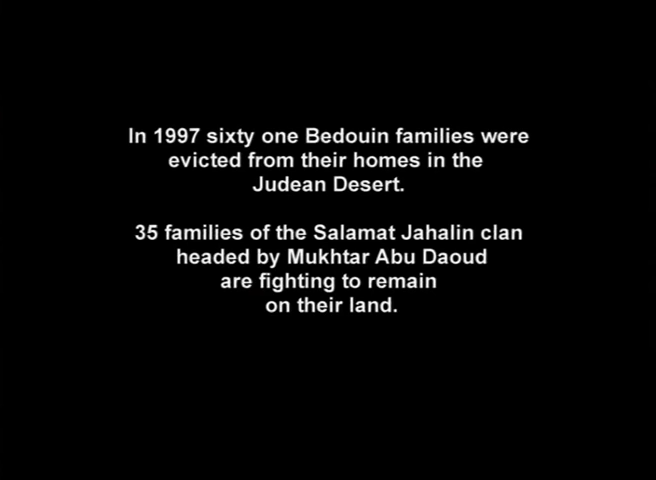 In 1997 sixty one Bedouin families were
evicted from their homes in the
Judean Desert.
35 families of the Salamat Jahalin clan
headed by Mukhtar Abu Daoud
are fighting to remain
on their land.